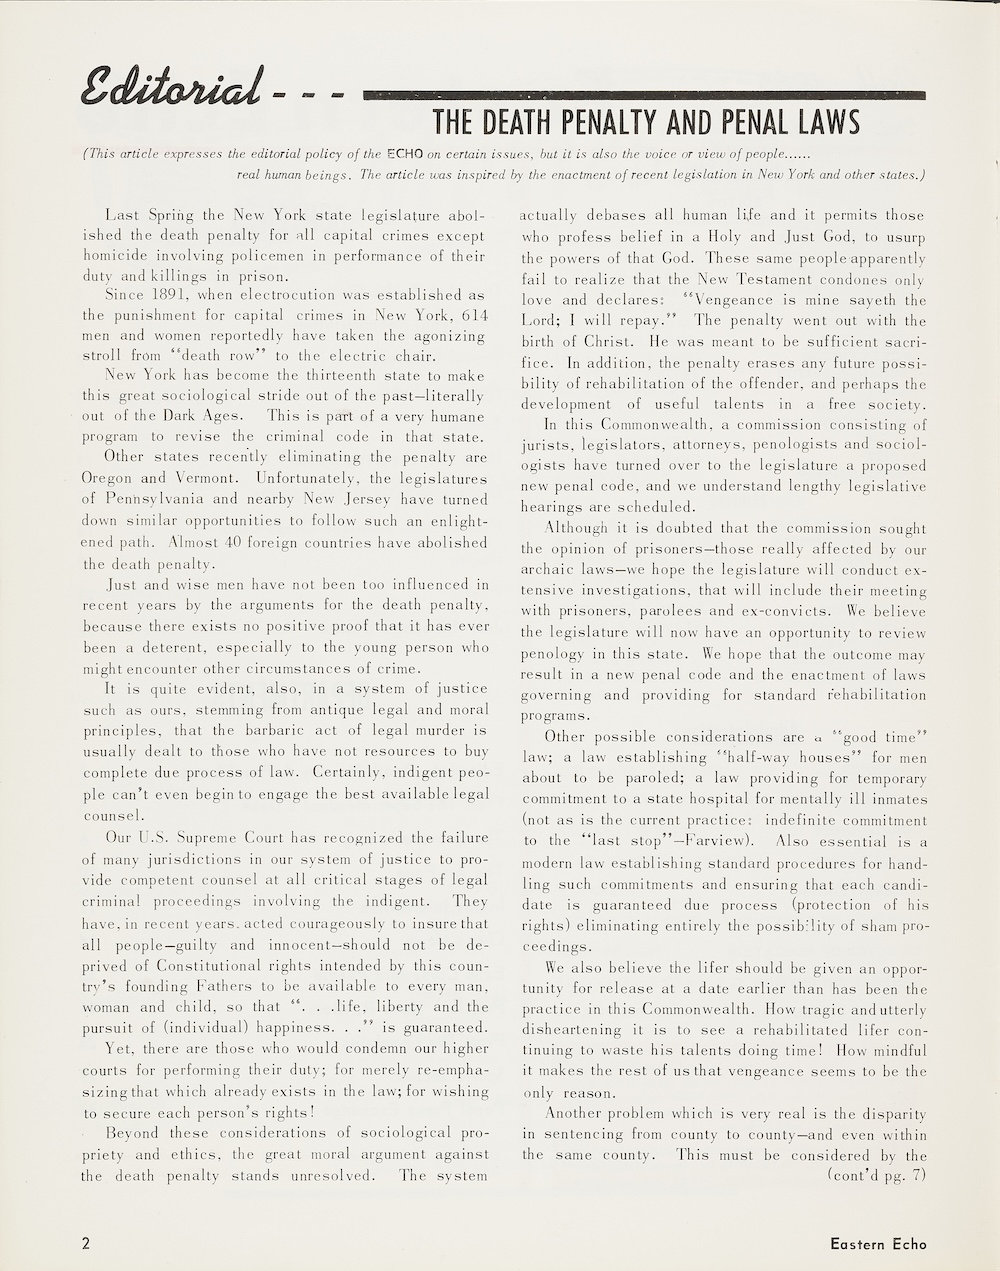 Editorial - - -
THE DEATH PENALTY AND PENAL LAWS
(This article expresses the editorial policy of the ECHO on certain issues, but it is also the voice or view of people......
real human beings. The article was inspired by the enactment of recent legislation in New York and other states.)
Last Spring the New York state legislature abol-
ished the death penalty for all capital crimes except
homicide involving policemen in performance of their
duty and killings in prison.
Since 1891, when electrocution was established as
the punishment for capital crimes in New York, 614
men and women reportedly have taken the agonizing
stroll from "death row" to the electric chair.
New York has become the thirteenth state to make
this great sociological stride out of the past—literally
out of the Dark Ages. This is part of a very humane
program to revise the criminal code in that state.
Other states recently eliminating the penalty are
Oregon and Vermont. Unfortunately, the legislatures
of Pennsylvania and nearby New Jersey have turned
down similar opportunities to follow such an enlight-
ened path. Almost 40 foreign countries have abolished
the death penalty.
Just and wise men have not been too influenced in
recent years by the arguments for the death penalty,
because there exists no positive proof that it has ever
been a deterent, especially to the young person who
might encounter other circumstances of crime.
It is quite evident, also, in a system of justice
such as ours, stemming from antique legal and moral
principles, that the barbaric act of legal murder is
usually dealt to those who have not resources to buy
complete due process of law. Certainly, indigent peo-
ple can't even begin to engage the best available legal
counsel.
Our U.S. Supreme Court has recognized the failure
of many jurisdictions in our system of justice to pro-
vide competent counsel at all critical stages of legal
criminal proceedings involving the indigent. They
have, in recent years, acted courageously to insure that
all people—guilty and innocent—should not be de-
prived of Constitutional rights intended by this coun-
try's founding Fathers to be available to every man,
woman and child, so that ". . .life, liberty and the
pursuit of (individual) happiness. . ." is guaranteed.
Yet, there are those who would condemn our higher
courts for performing their duty; for merely re-empha-
sizing that which already exists in the law; for wishing
to secure each person's rights!
Beyond these considerations of sociological pro-
priety and ethics, the great moral argument against
the death penalty stands unresolved. The system
actually debases all human life and it permits those
who profess belief in a Holy and Just God, to usurp
the powers of that God. These same people apparently
fail to realize that the New Testament condones only
love and declares: "Vengeance is mine sayeth the
Lord; I will repay." The penalty went out with the
birth of Christ. He was meant to be sufficient sacri-
fice. In addition, the penalty erases any future possi-
bility of rehabilitation of the offender, and perhaps the
development of useful talents in a free society.
In this Commonwealth, a commission consisting of
jurists, legislators, attorneys, penologists and sociol-
ogists have turned over to the legislature a proposed
new penal code, and we understand lengthy legislative
hearings are scheduled.
Although it is doubted that the commission sought
the opinion of prisoners—those really affected by our
archaic laws—we hope the legislature will conduct ex-
tensive investigations, that will include their meeting
with prisoners, parolees and ex-convicts. We believe
the legislature will now have an opportunity to review
penology in this state. We hope that the outcome may
result in a new penal code and the enactment of laws
governing and providing for standard rehabilitation
programs.
Other possible considerations are a "good time"
law; a law establishing "half-way houses" for men
about to be paroled; a law providing for temporary
commitment to a state hospital for mentally ill inmates
(not as is the current practice: indefinite commitment
to the "last stop"—Farview). Also essential is a
modern law establishing standard procedures for hand-
ling such commitments and ensuring that each candi-
date is guaranteed due process (protection of his
rights) eliminating entirely the possibility of sham pro-
ceedings.
We also believe the lifer should be given an oppor-
tunity for release at a date earlier than has been the
practice in this Commonwealth. How tragic and utterly
disheartening it is to see a rehabilitated lifer con-
tinuing to waste his talents doing time! How mindful
it makes the rest of us that vengeance seems to be the
only reason.
Another problem which is very real is the disparity
in sentencing from county to county—and even within
the same county. This must be considered by the
(cont'd pg. 7)
2
Eastern Echo